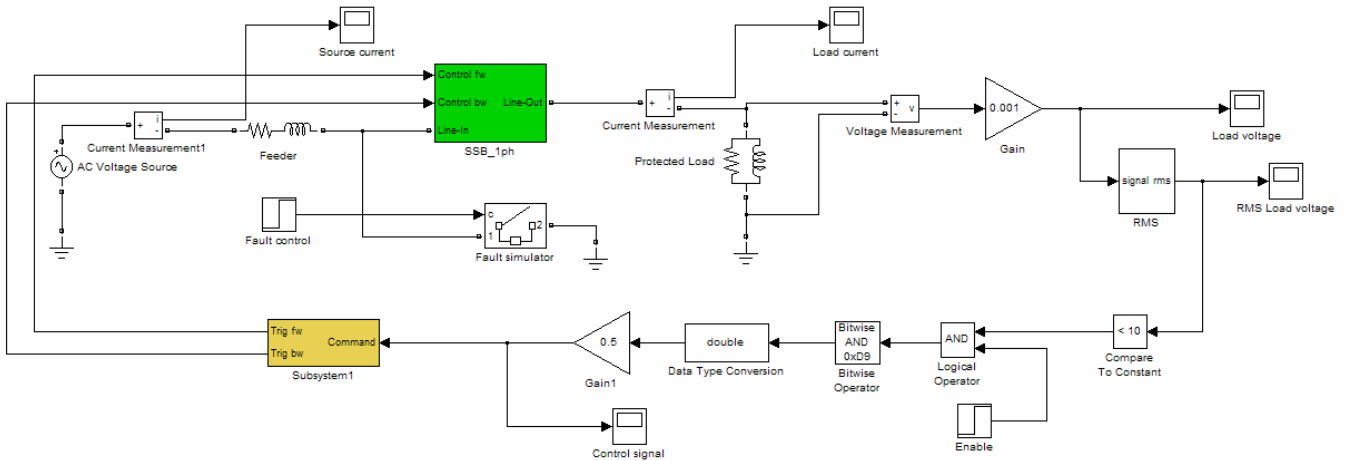 Source current
Load current
Control fw
Control bw
Line-Out
Line-In
SSB_1ph
+
i
-
Current Measurement1
Feeder
+
AC Voltage Source
+
i
-
Current Measurement
+
-
v
Voltage Measurement
0.001
Gain
Load voltage
Protected Load
signal rms
RMS
RMS Load voltage
Fault control
c
1
2
Fault simulator
Trig fw
Trig bw
Command
Subsystem1
0.5
Gain1
double
Data Type Conversion
Bitwise
AND
0xD9
Bitwise
Operator
AND
Logical
Operator
< 10
Compare
To Constant
Enable
Control signal